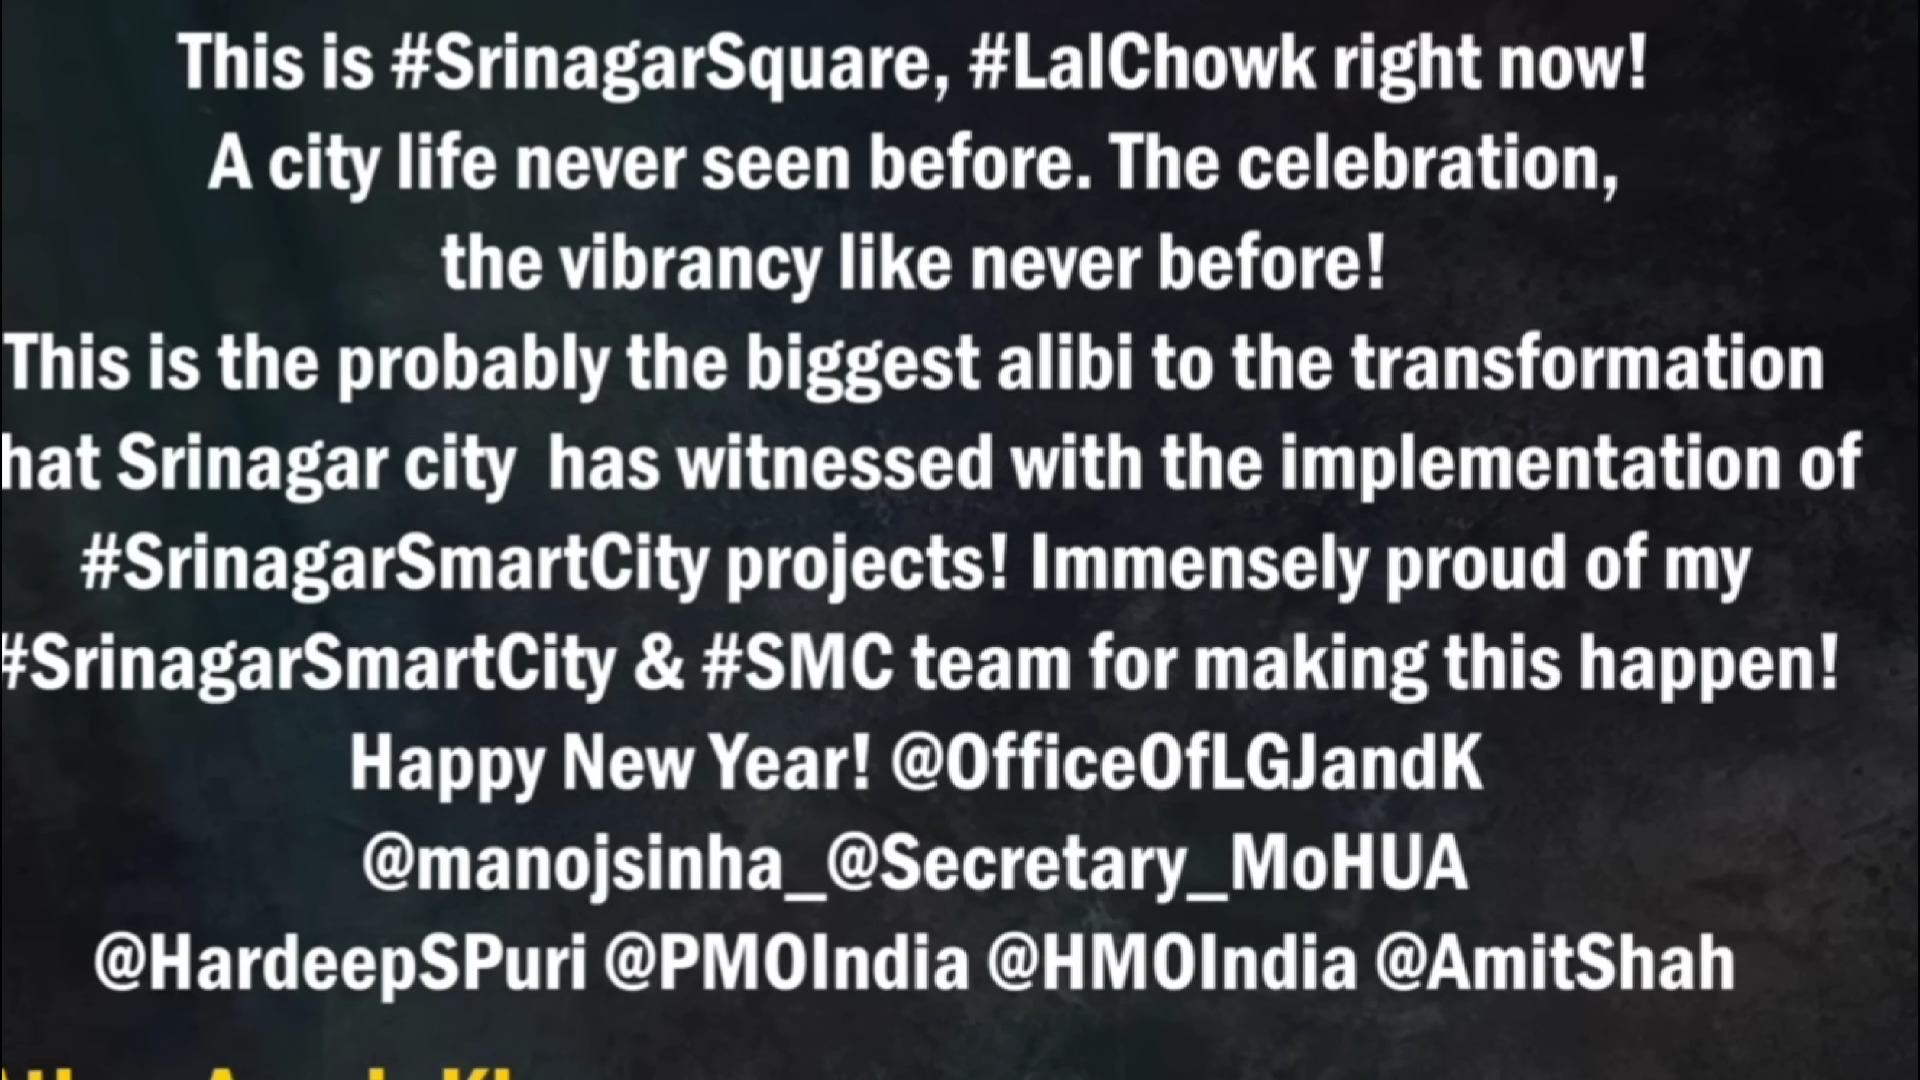 This is #SrinagarSquare, #LalChowk right now!
A city life never seen before. The celebration,
the vibrancy like never before!
This is the probably the biggest alibi to the transformation
hat Srinagar city has witnessed with the implementation of
#SrinagarSmartCity projects! Immensely proud of my
#SrinagarSmartCity & #SMC team for making this happen!
Happy New Year! @OfficeOfLGJandK
@manojsinha_@Secretary_MoHUA
@HardeepSPuri @PMOIndia @HMOIndia @AmitShah